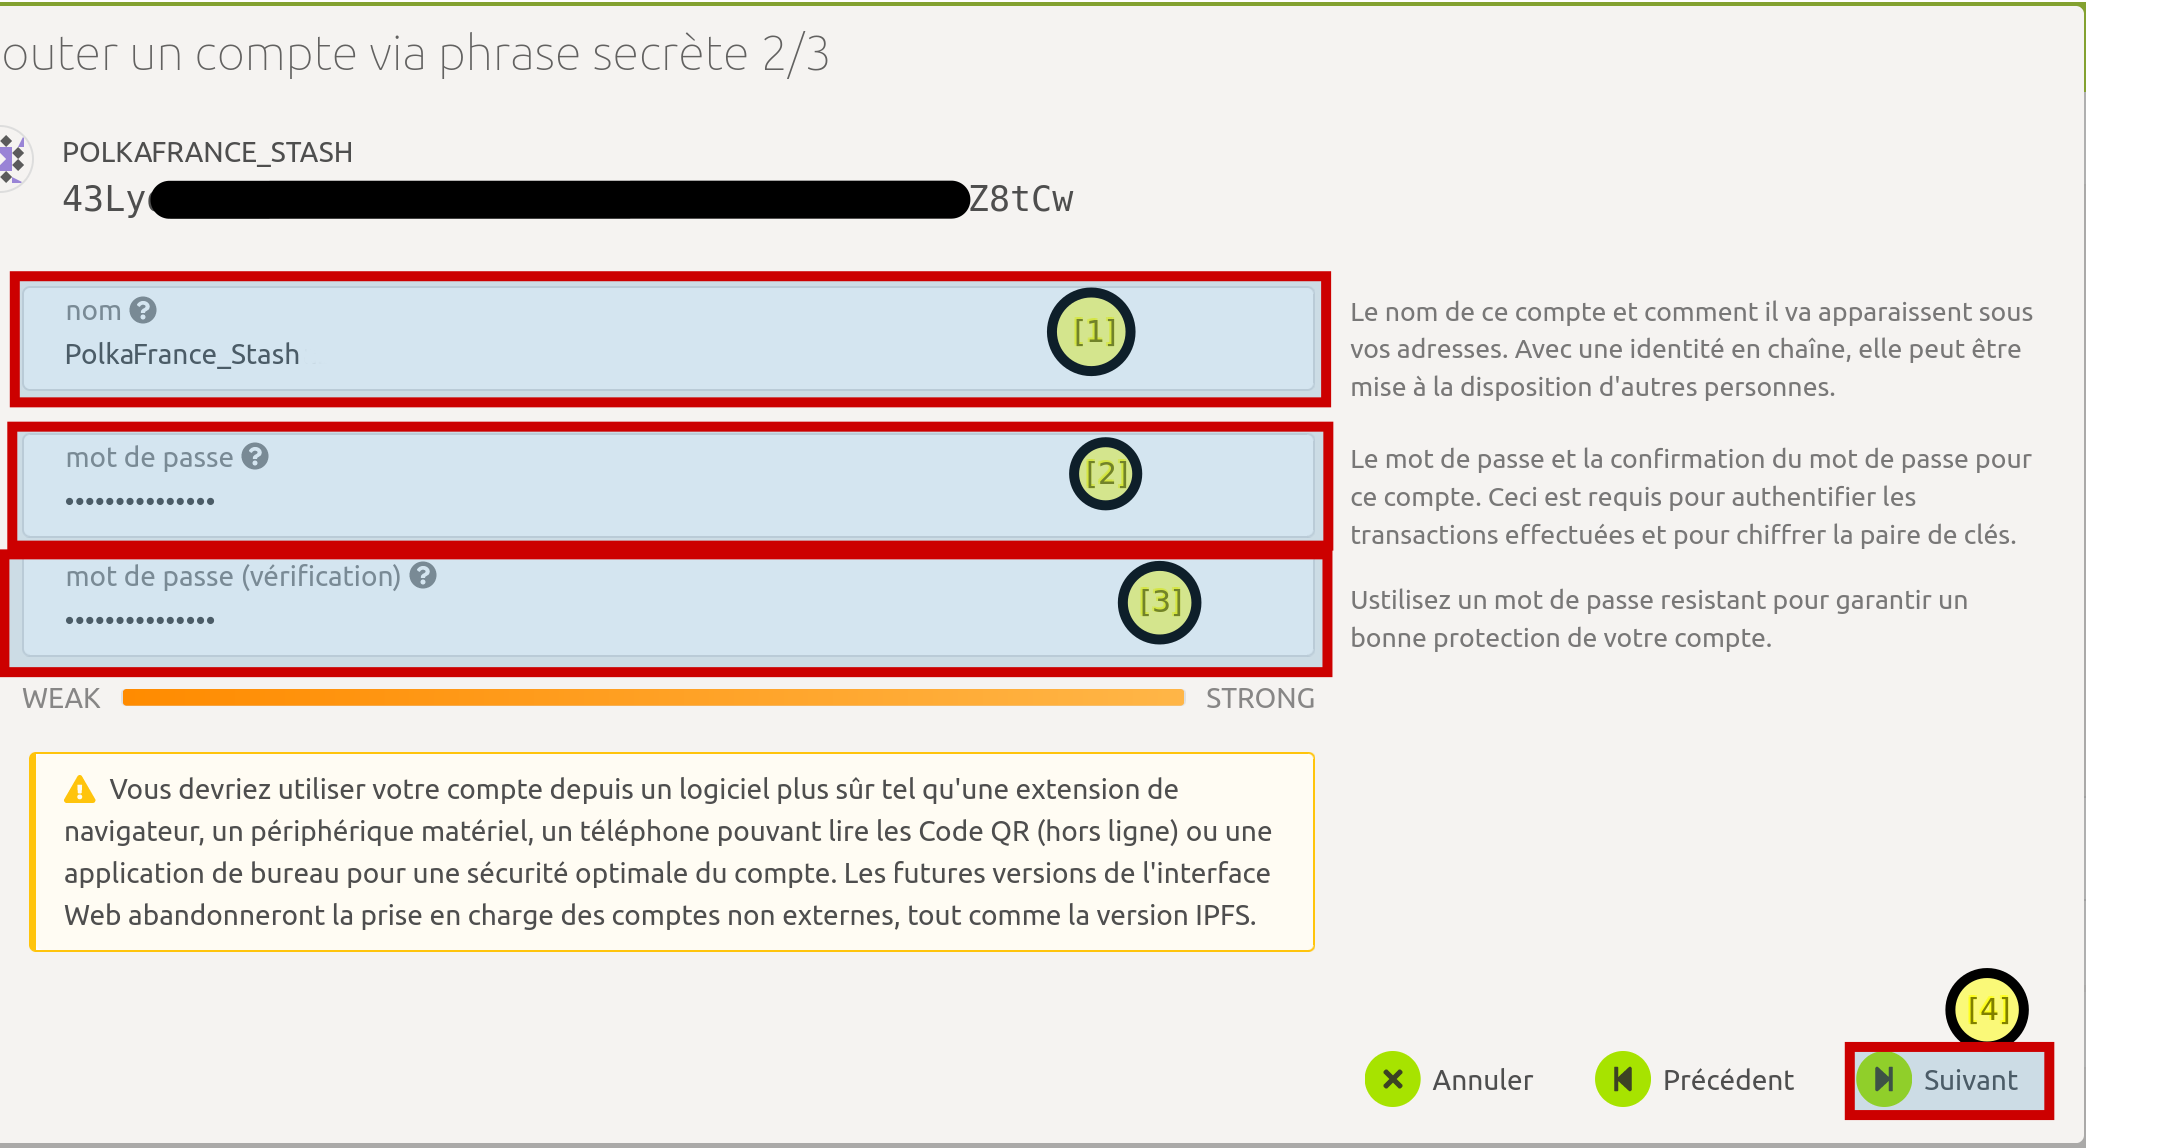 outer un compte via phrase secrète 2/3
POLKAFRANCE_STASH
43Ly Z8tCw
nom
PolkaFrance_Stash
[1]
Le nom de ce compte et comment il va apparaissent sous
vos adresses. Avec une identité en chaîne, elle peut être
mise à la disposition d'autres personnes.
mot de passe
•••••••••••••••
[2]
Le mot de passe et la confirmation du mot de passe pour
ce compte. Ceci est requis pour authentifier les
transactions effectuées et pour chiffrer la paire de clés.
mot de passe (vérification)
•••••••••••••••
[3]
Ustilisez un mot de passe resistant pour garantir un
bonne protection de votre compte.
WEAK STRONG
Vous devriez utiliser votre compte depuis un logiciel plus sûr tel qu'une extension de
navigateur, un périphérique matériel, un téléphone pouvant lire les Code QR (hors ligne) ou une
application de bureau pour une sécurité optimale du compte. Les futures versions de l'interface
Web abandonneront la prise en charge des comptes non externes, tout comme la version IPFS.
[4]
Annuler Précédent Suivant